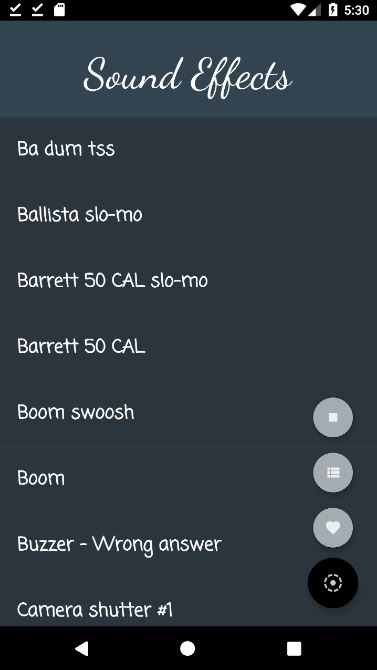 5:30
Sound Effects
Ba dum tss
Ballista slo-mo
Barrett 50 CAL slo-mo
Barrett 50 CAL
Boom swoosh
Boom
Buzzer - Wrong answer
Camera shutter #1